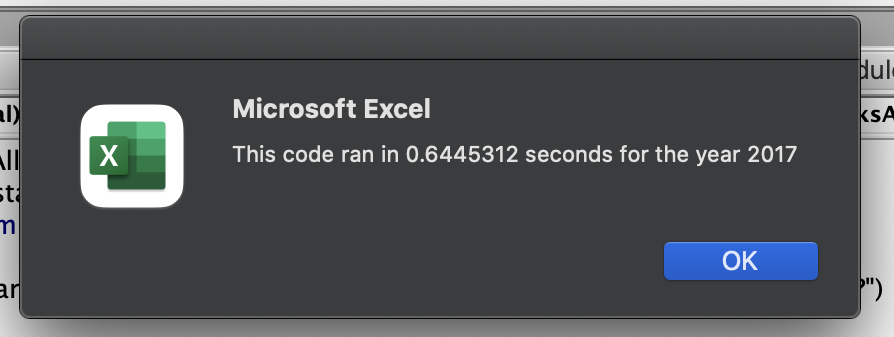 Microsoft Excel
This code ran in 0.6445312 seconds for the year 2017
OK
X
m
?")